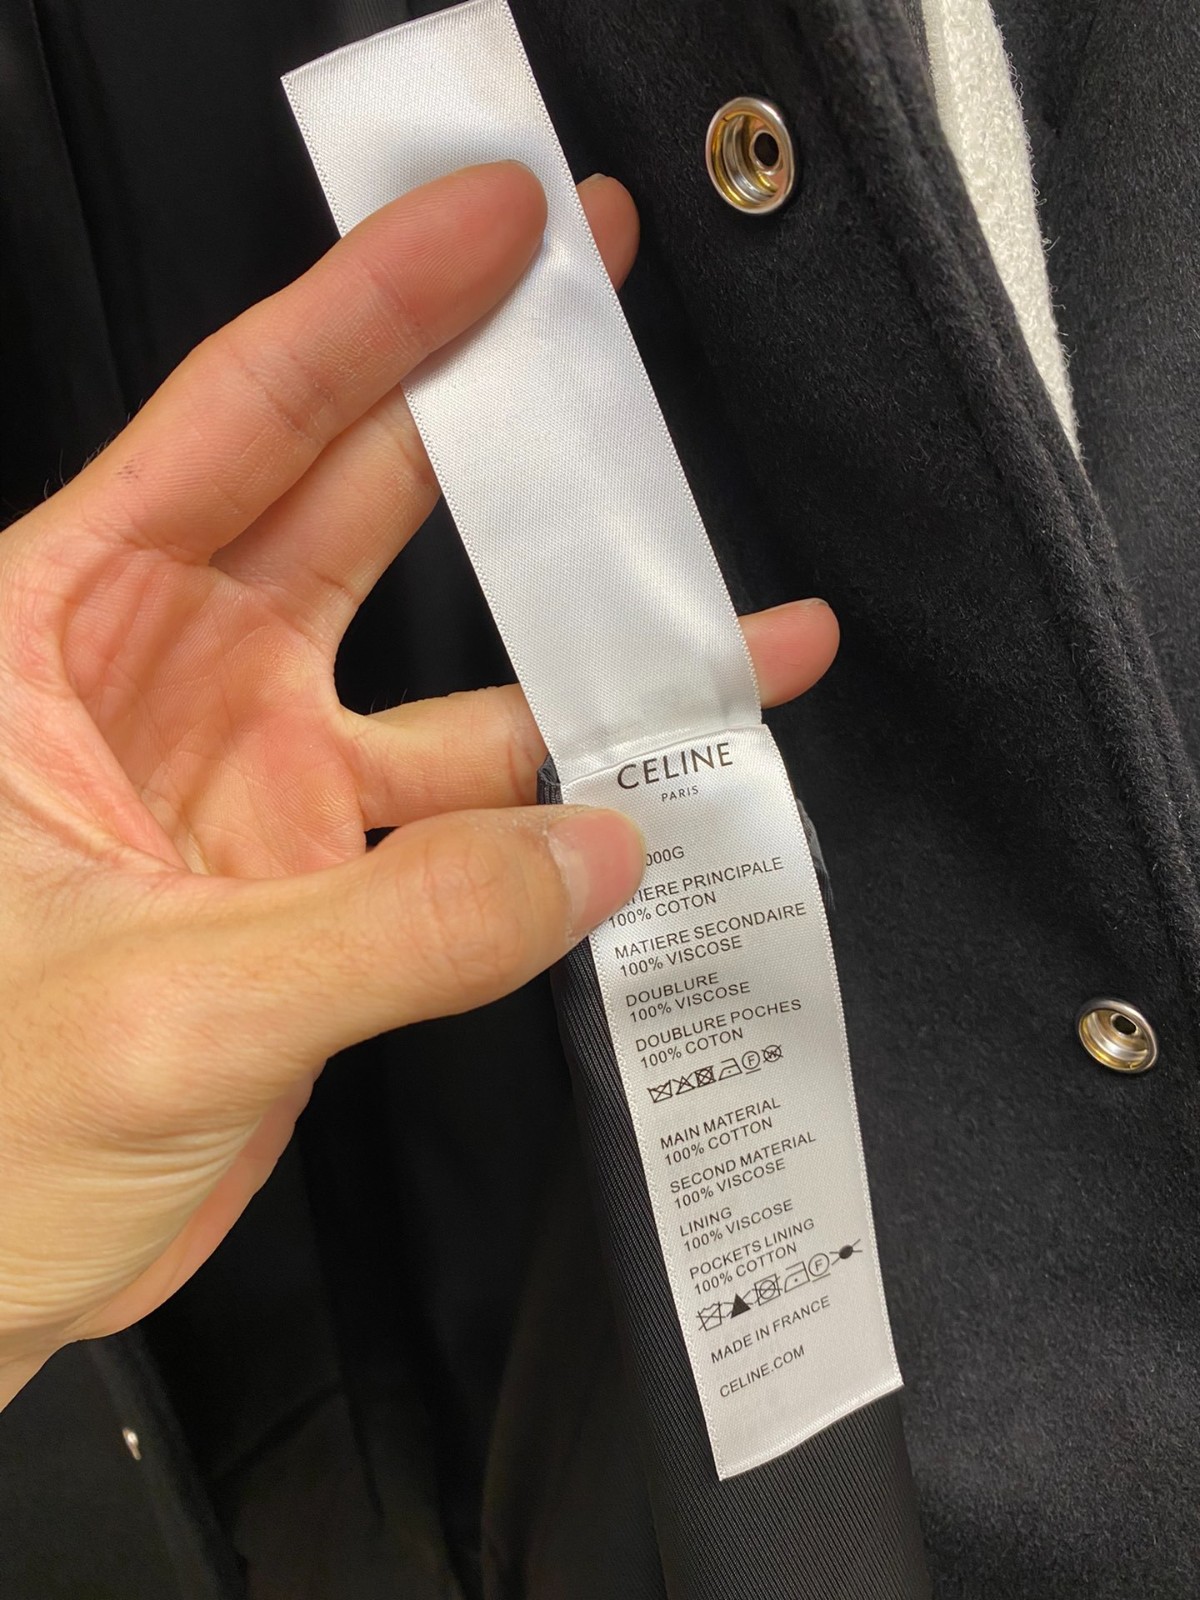 CELINE
PARIS
000G
PRINCIPALE
100% COTON
MATIERE SECONDAIRE
100% VISCOSE
DOUBLURE
100% VISCOSE
DOUBLURE POCHES
100% COTON
MAIN MATERIAL
100% COTTON
SECOND MATERIAL
100% VISCOSE
LINING
100% VISCOSE
POCKETS LINING
100% COTTON
MADE IN FRANCE
CELINE.COM